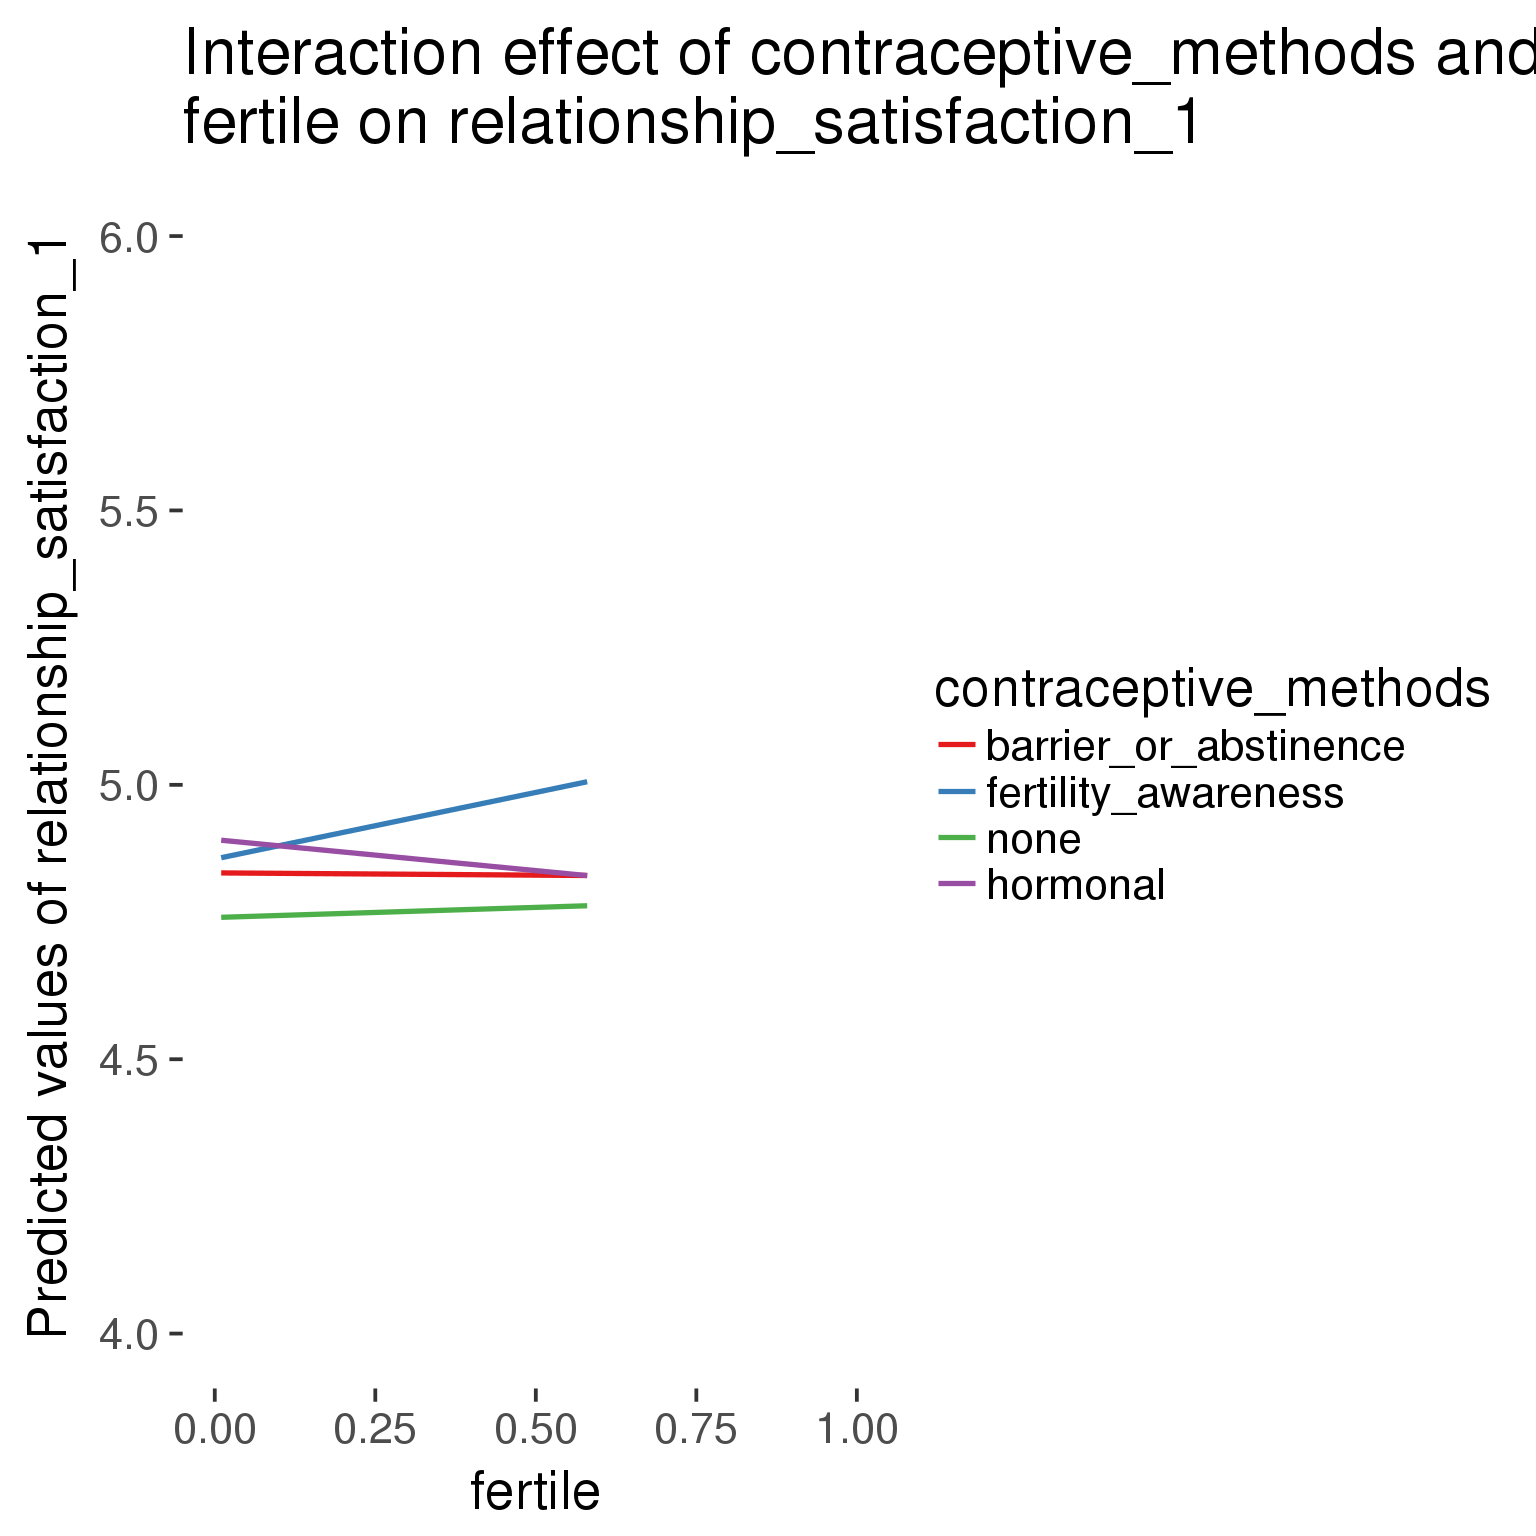 Interaction effect of contraceptive_methods and
fertile on relationship_satisfaction_1
Predicted values of relationship_satisfaction_1
6.0
5.5
5.0
4.5
4.0
0.00 0.25 0.50 0.75 1.00
fertile
contraceptive_methods
barrier_or_abstinence
fertility_awareness
none
hormonal